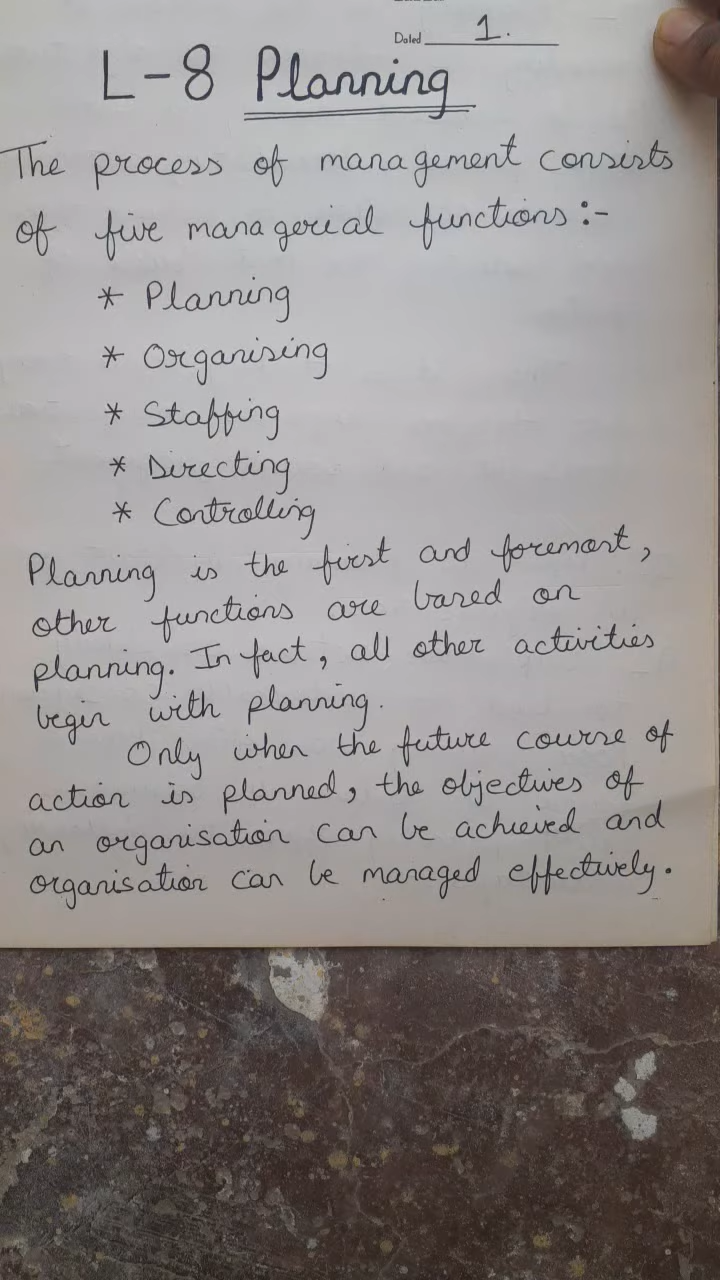 Dated 1.
L-8 Planning
The process of management consists
of five managerial functions:-
* Planning
* Organising
* Staffing
* Directing
* Controlling
Planning is the first and foremost,
other functions are based on
planning. In fact, all other activities
begin with planning.
Only when the future course of
action is planned, the objectives of
an organisation can be achieved and
organisation can be managed effectively.